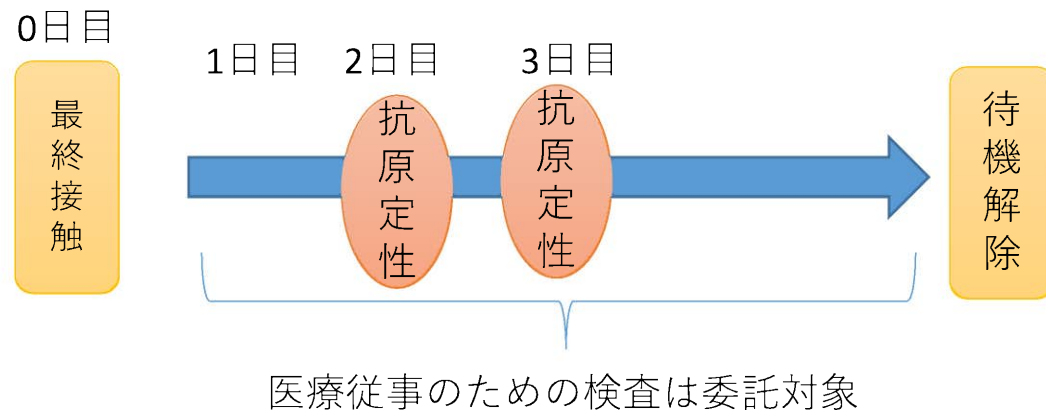 0日目
最終接触
1日目
2日目
3日目
抗原定性
抗原定性
待機解除
医療従事のための検査は委託対象